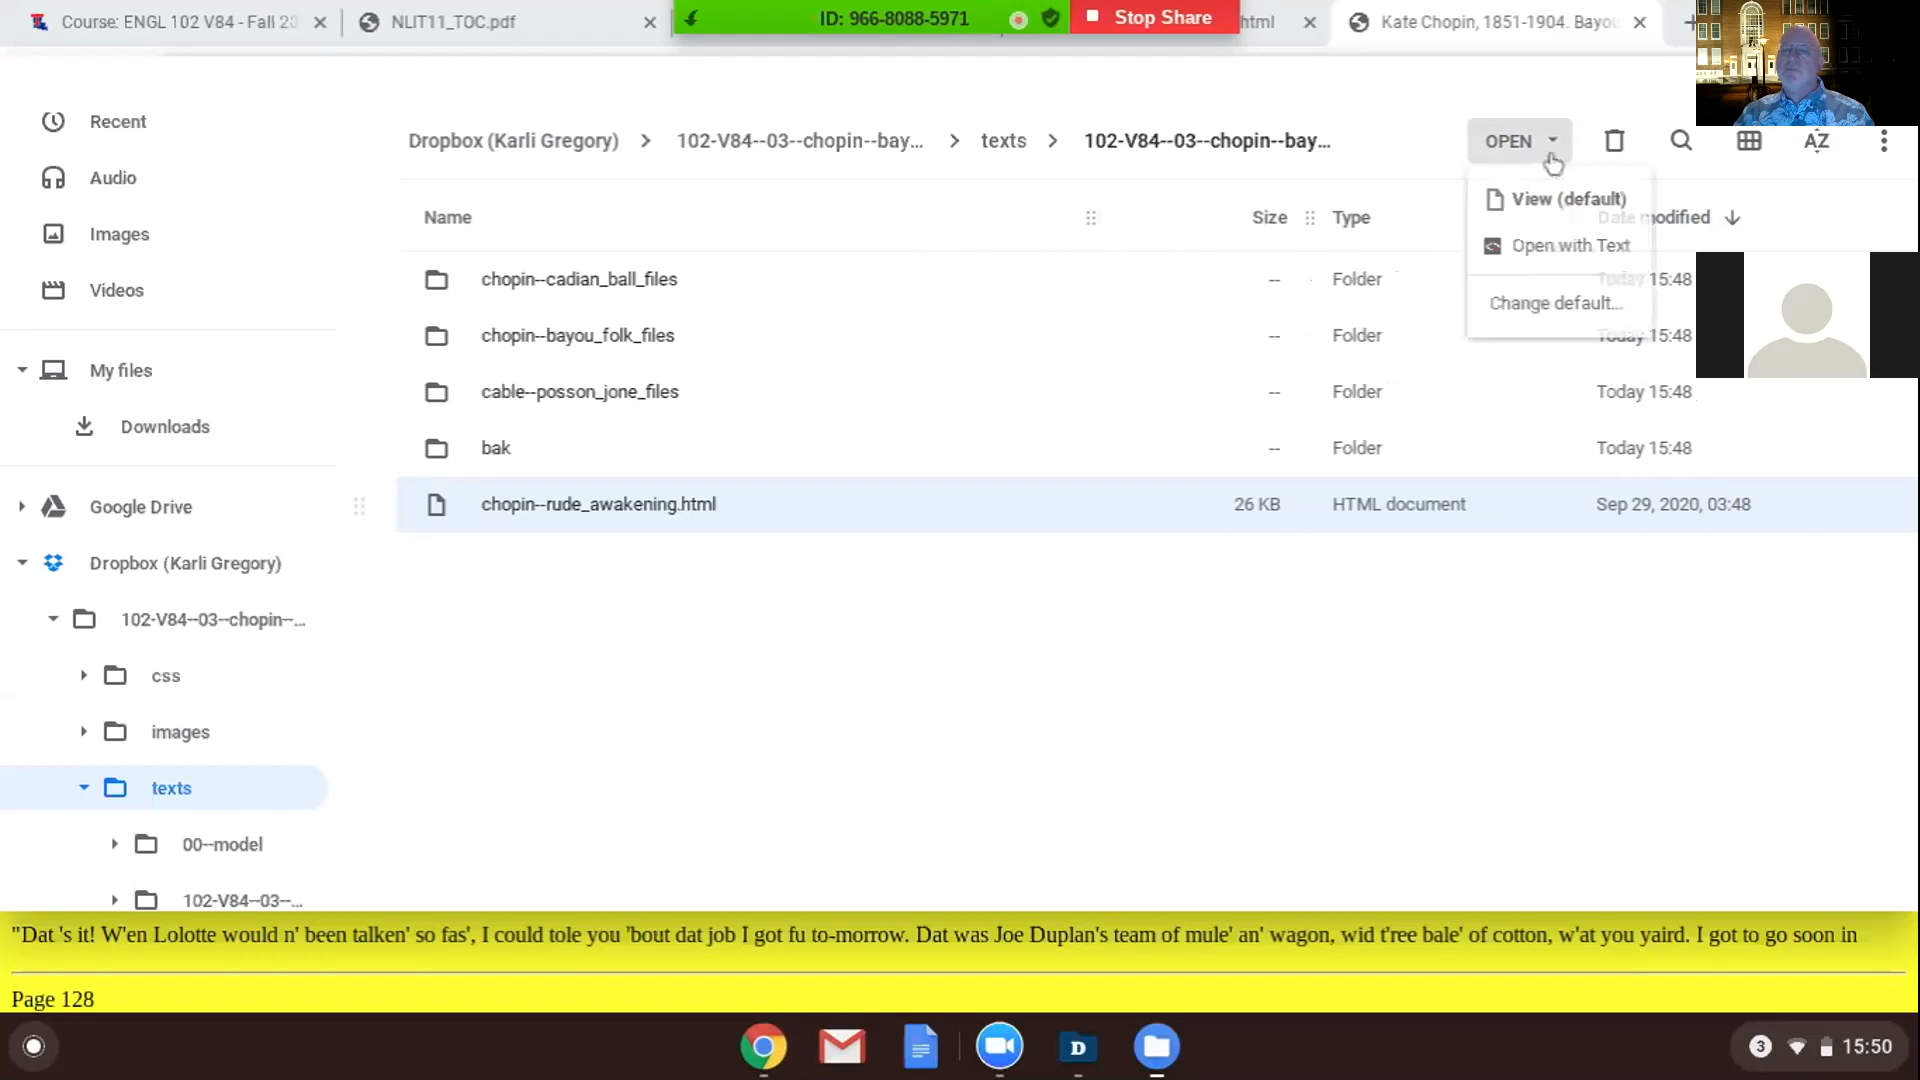 Course: ENGL 102 V84 - Fall 23
NLIT11_TOC.pdf
ID: 966-8088-5971
Stop Share
html
Kate Chopin, 1851-1904. Bayou
Recent
Audio
Images
Videos
My files
Downloads
Google Drive
Dropbox (Karli Gregory)
102-V84--03--chopin--...
css
images
texts
00--model
102-V84--03--...
Dropbox (Karli Gregory)
102-V84--03--chopin--bay...
texts
102-V84--03--chopin--bay...
OPEN
AZ
View (default)
Open with Text
Change default...
Name Size Type Date modified
chopin--cadian_ball_files -- Folder Today 15:48
chopin--bayou_folk_files -- Folder Today 15:48
cable--posson_jone_files -- Folder Today 15:48
bak -- Folder Today 15:48
chopin--rude_awakening.html 26 KB HTML document Sep 29, 2020, 03:48
"Dat 's it! W'en Lolotte would n' been talken' so fas', I could tole you 'bout dat job I got fu to-morrow. Dat was Joe Duplan's team of mule' an' wagon, wid t'ree bale' of cotton, w'at you yaird. I got to go soon in
Page 128
D
3
15:50